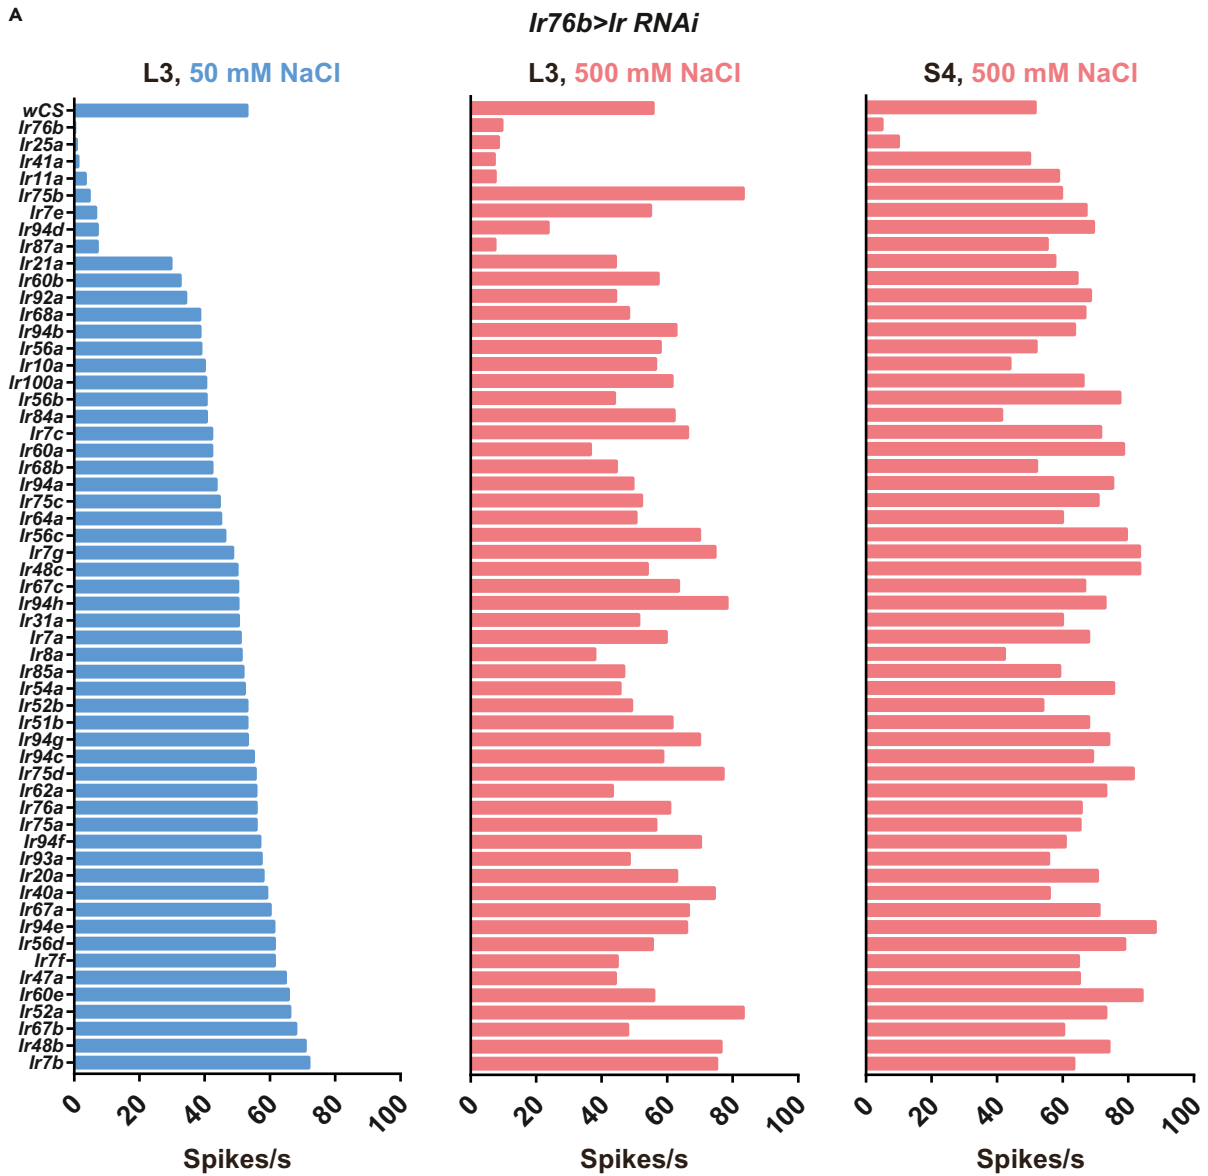 A
Ir76b>Ir RNAi
L3, 50 mM NaCl
L3, 500 mM NaCl
S4, 500 mM NaCl
wCS
Ir76b
Ir25a
Ir41a
Ir11a
Ir75b
Ir7e
Ir94d
Ir87a
Ir21a
Ir60b
Ir92a
Ir68a
Ir94b
Ir56a
Ir10a
Ir100a
Ir56b
Ir84a
Ir7c
Ir60a
Ir68b
Ir94a
Ir75c
Ir64a
Ir56c
Ir7g
Ir48c
Ir67c
Ir94h
Ir31a
Ir7a
Ir8a
Ir85a
Ir54a
Ir52b
Ir51b
Ir94g
Ir94c
Ir75d
Ir62a
Ir76a
Ir75a
Ir94f
Ir93a
Ir20a
Ir40a
Ir67a
Ir94e
Ir56d
Ir7f
Ir47a
Ir60e
Ir52a
Ir67b
Ir48b
Ir7b
0 20 40 60 80 100
0 20 40 60 80 100
0 20 40 60 80 100
Spikes/s
Spikes/s
Spikes/s